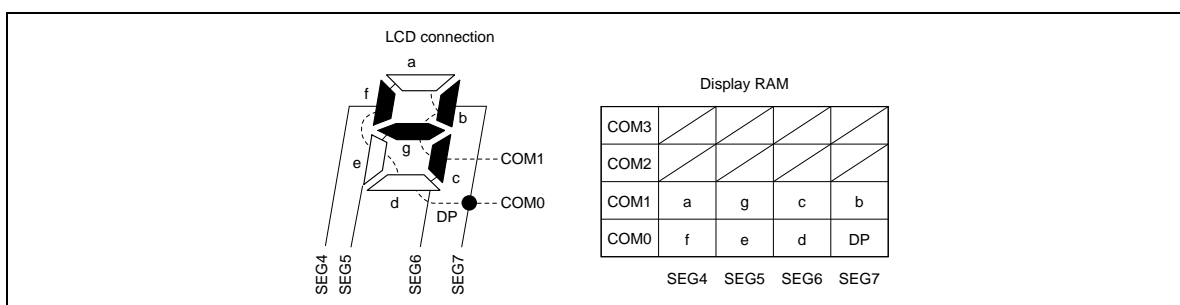 LCD connection
a
f
b
g
e
c
d
DP
COM1
COM0
SEG4
SEG5
SEG6
SEG7
Display RAM
COM3
COM2
COM1 a g c b
COM0 f e d DP
SEG4 SEG5 SEG6 SEG7